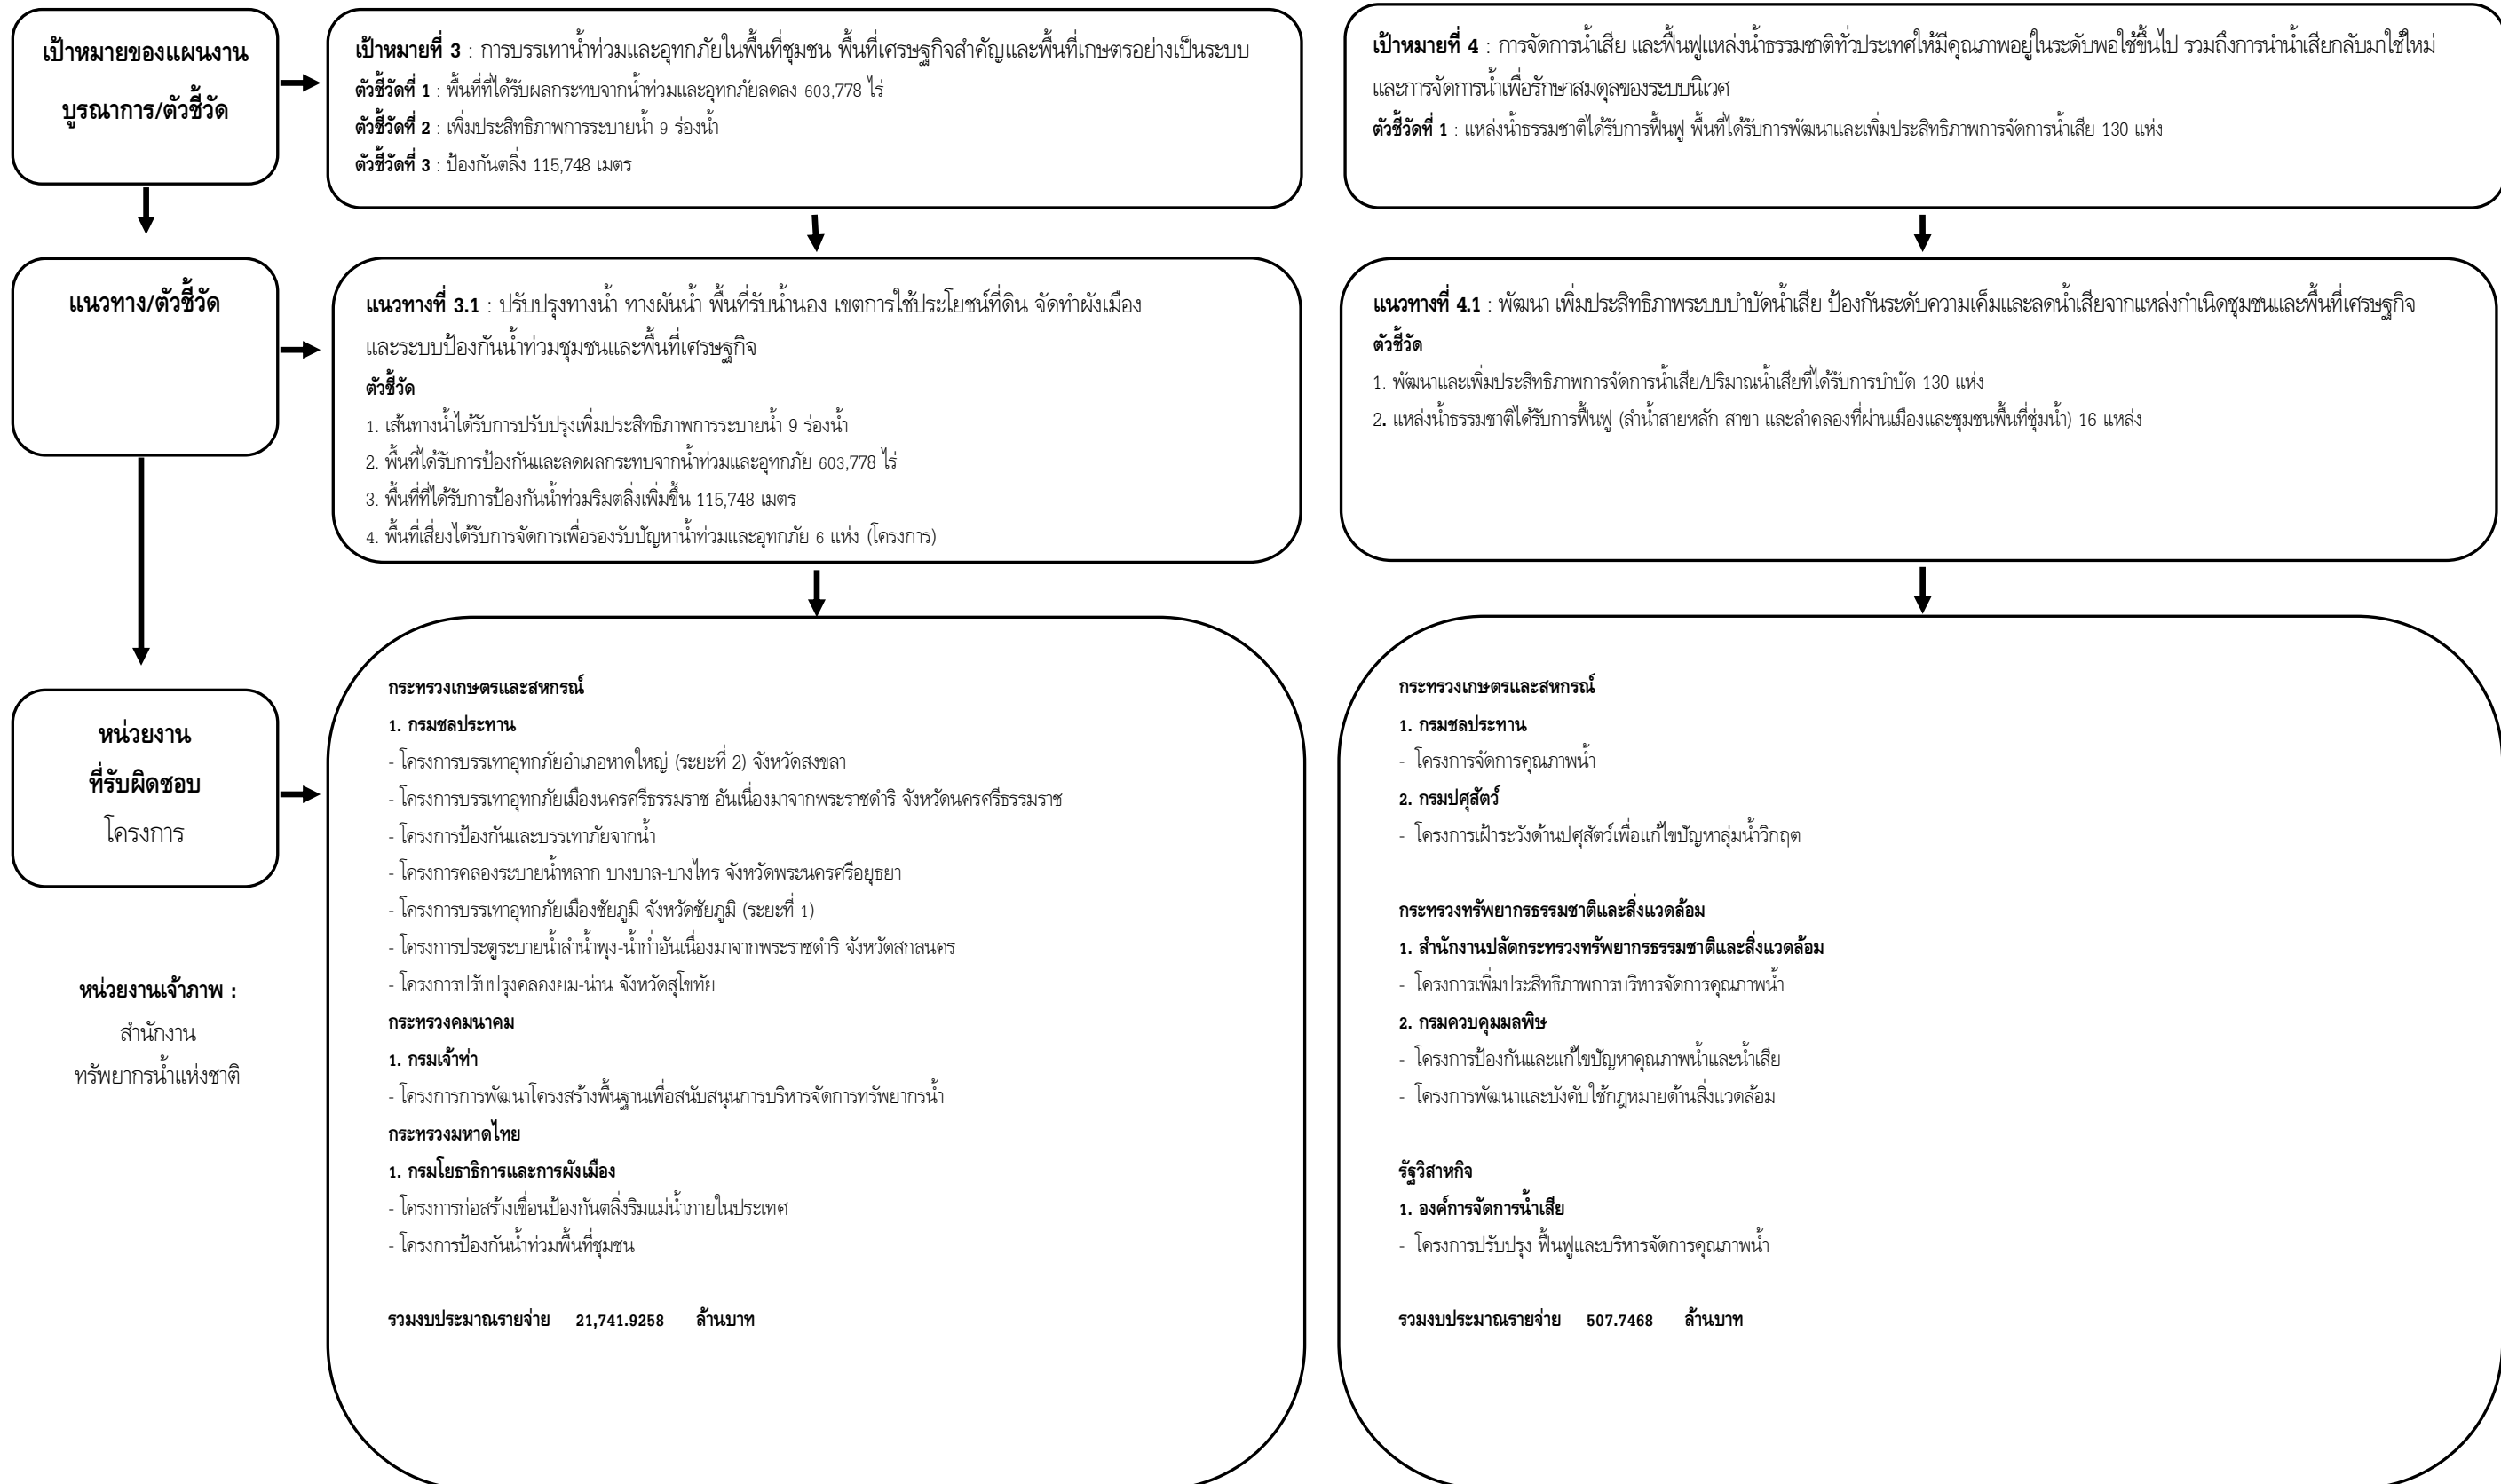 เป้าหมายของแผนงาน
บูรณาการ/ตัวชี้วัด
เป้าหมายที่ 3 : การบรรเทาน้ำท่วมและอุทกภัยในพื้นที่ชุมชน พื้นที่เศรษฐกิจสำคัญและพื้นที่เกษตรอย่างเป็นระบบ
ตัวชี้วัดที่ 1 : พื้นที่ที่ได้รับผลกระทบจากน้ำท่วมและอุทกภัยลดลง 603,778 ไร่
ตัวชี้วัดที่ 2 : เพิ่มประสิทธิภาพการระบายน้ำ 9 ร่องน้ำ
ตัวชี้วัดที่ 3 : ป้องกันตลิ่ง 115,748 เมตร
เป้าหมายที่ 4 : การจัดการน้ำเสีย และฟื้นฟูแหล่งน้ำธรรมชาติทั่วประเทศให้มีคุณภาพอยู่ในระดับพอใช้ขึ้นไป รวมถึงการนำน้ำเสียกลับมาใช้ใหม่
และการจัดการน้ำเพื่อรักษาสมดุลของระบบนิเวศ
ตัวชี้วัดที่ 1 : แหล่งน้ำธรรมชาติได้รับการฟื้นฟู พื้นที่ได้รับการพัฒนาและเพิ่มประสิทธิภาพการจัดการน้ำเสีย 130 แห่ง
แนวทาง/ตัวชี้วัด
แนวทางที่ 3.1 : ปรับปรุงทางน้ำ ทางผันน้ำ พื้นที่รับน้ำนอง เขตการใช้ประโยชน์ที่ดิน จัดทำผังเมือง
และระบบป้องกันน้ำท่วมชุมชนและพื้นที่เศรษฐกิจ
ตัวชี้วัด
1. เส้นทางน้ำได้รับการปรับปรุงเพิ่มประสิทธิภาพการระบายน้ำ 9 ร่องน้ำ
2. พื้นที่ได้รับการป้องกันและลดผลกระทบจากน้ำท่วมและอุทกภัย 603,778 ไร่
3. พื้นที่ที่ได้รับการป้องกันน้ำท่วมริมตลิ่งเพิ่มขึ้น 115,748 เมตร
4. พื้นที่เสี่ยงได้รับการจัดการเพื่อรองรับปัญหาน้ำท่วมและอุทกภัย 6 แห่ง (โครงการ)
แนวทางที่ 4.1 : พัฒนา เพิ่มประสิทธิภาพระบบบำบัดน้ำเสีย ป้องกันระดับความเค็มและลดน้ำเสียจากแหล่งกำเนิดชุมชนและพื้นที่เศรษฐกิจ
ตัวชี้วัด
1. พัฒนาและเพิ่มประสิทธิภาพการจัดการน้ำเสีย/ปริมาณน้ำเสียที่ได้รับการบำบัด 130 แห่ง
2. แหล่งน้ำธรรมชาติได้รับการฟื้นฟู (ลำน้ำสายหลัก สาขา และลำคลองที่ผ่านเมืองและชุมชนพื้นที่ชุ่มน้ำ) 16 แหล่ง
หน่วยงาน
ที่รับผิดชอบ
โครงการ
หน่วยงานเจ้าภาพ :
สำนักงาน
ทรัพยากรน้ำแห่งชาติ
กระทรวงเกษตรและสหกรณ์
1. กรมชลประทาน
- โครงการบรรเทาอุทกภัยอำเภอหาดใหญ่ (ระยะที่ 2) จังหวัดสงขลา
- โครงการบรรเทาอุทกภัยเมืองนครศรีธรรมราช อันเนื่องมาจากพระราชดำริ จังหวัดนครศรีธรรมราช
- โครงการป้องกันและบรรเทาภัยจากน้ำ
- โครงการคลองระบายน้ำหลาก บางบาล-บางไทร จังหวัดพระนครศรีอยุธยา
- โครงการบรรเทาอุทกภัยเมืองชัยภูมิ จังหวัดชัยภูมิ (ระยะที่ 1)
- โครงการประตูระบายน้ำลำน้ำพุง-น้ำก่ำอันเนื่องมาจากพระราชดำริ จังหวัดสกลนคร
- โครงการปรับปรุงคลองยม-น่าน จังหวัดสุโขทัย
กระทรวงคมนาคม
1. กรมเจ้าท่า
- โครงการการพัฒนาโครงสร้างพื้นฐานเพื่อสนับสนุนการบริหารจัดการทรัพยากรน้ำ
กระทรวงมหาดไทย
1. กรมโยธาธิการและการผังเมือง
- โครงการก่อสร้างเขื่อนป้องกันตลิ่งริมแม่น้ำภายในประเทศ
- โครงการป้องกันน้ำท่วมพื้นที่ชุมชน
รวมงบประมาณรายจ่าย 21,741.9258 ล้านบาท
กระทรวงเกษตรและสหกรณ์
1. กรมชลประทาน
- โครงการจัดการคุณภาพน้ำ
2. กรมปศุสัตว์
- โครงการเฝ้าระวังด้านปศุสัตว์เพื่อแก้ไขปัญหาลุ่มน้ำวิกฤต
กระทรวงทรัพยากรธรรมชาติและสิ่งแวดล้อม
1. สำนักงานปลัดกระทรวงทรัพยากรธรรมชาติและสิ่งแวดล้อม
- โครงการเพิ่มประสิทธิภาพการบริหารจัดการคุณภาพน้ำ
2. กรมควบคุมมลพิษ
- โครงการป้องกันและแก้ไขปัญหาคุณภาพน้ำและน้ำเสีย
- โครงการพัฒนาและบังคับใช้กฎหมายด้านสิ่งแวดล้อม
รัฐวิสาหกิจ
1. องค์การจัดการน้ำเสีย
- โครงการปรับปรุง ฟื้นฟูและบริหารจัดการคุณภาพน้ำ
รวมงบประมาณรายจ่าย 507.7468 ล้านบาท